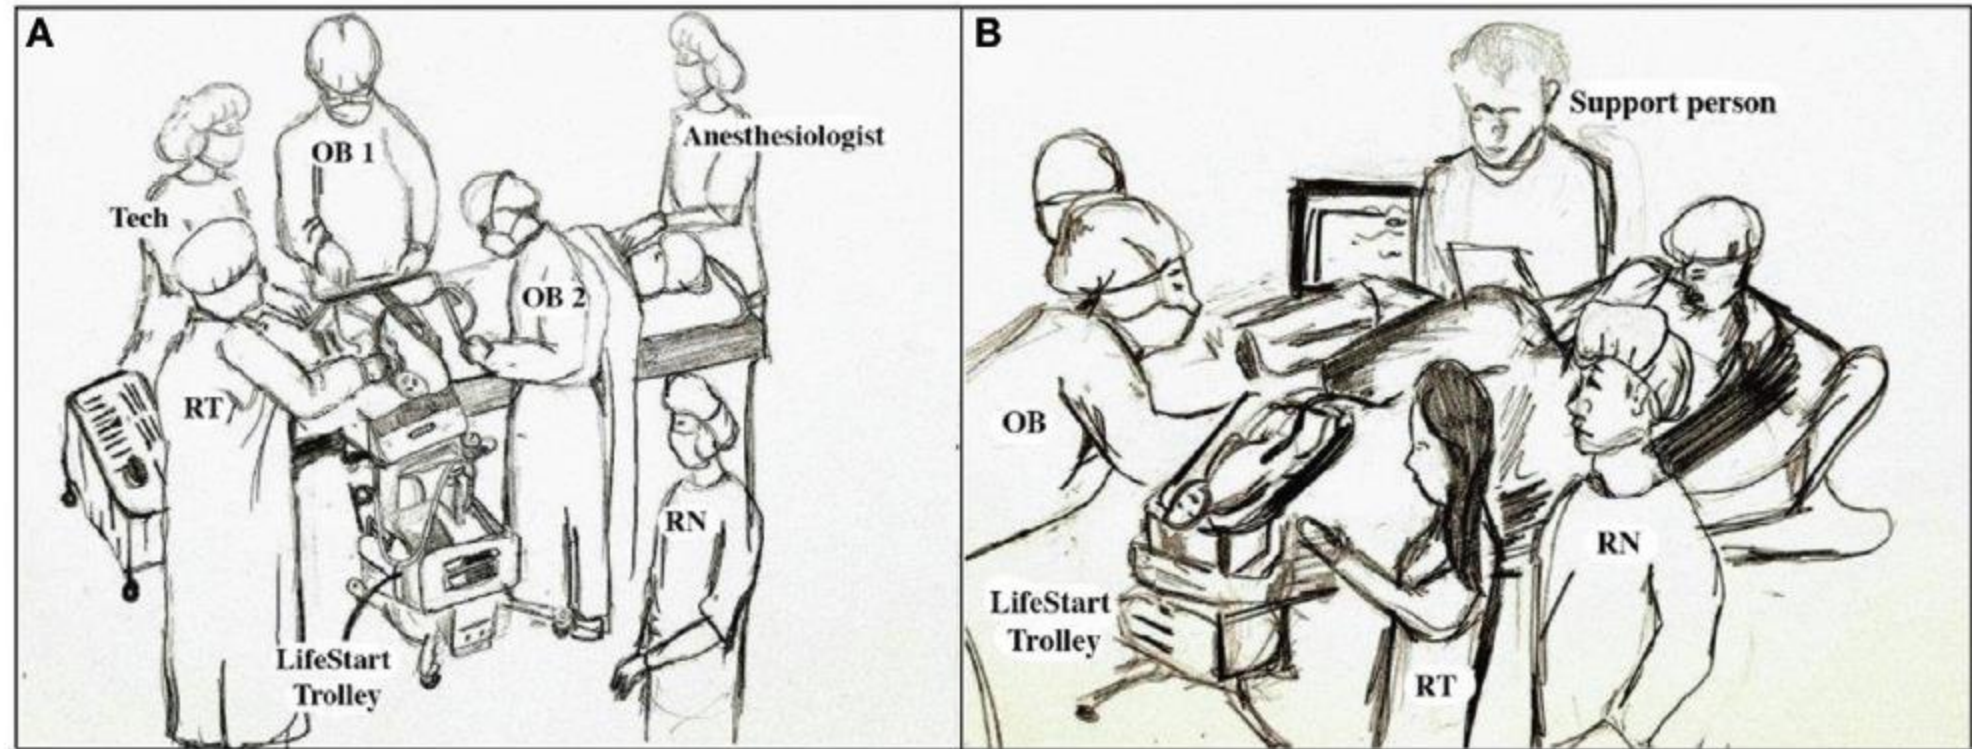 A
OB 1
Anesthesiologist
Tech
OB 2
RT
RN
LifeStart
Trolley
B
Support person
OB
RN
LifeStart
Trolley
RT